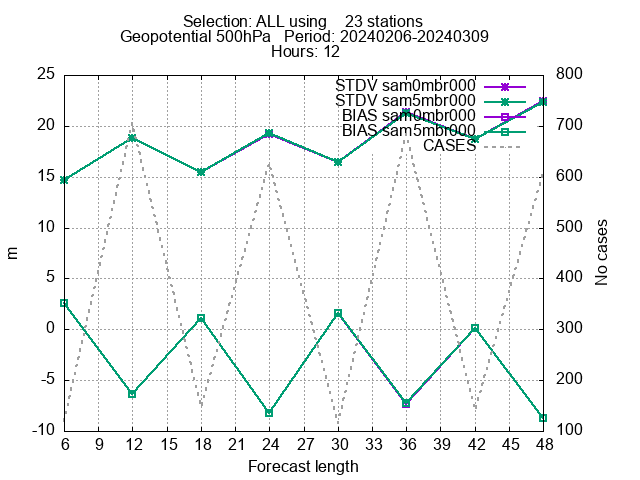 Selection: ALL using    23 stations
Geopotential 500hPa   Period: 20240206-20240309
Hours: 12
STDV sam0mbr000
STDV sam5mbr000
BIAS sam0mbr000
BIAS sam5mbr000
CASES
25
20
15
10
5
0
-5
-10
m
800
700
600
500
400
300
200
100
No cases
6 9 12 15 18 21 24 27 30 33 36 39 42 45 48
Forecast length